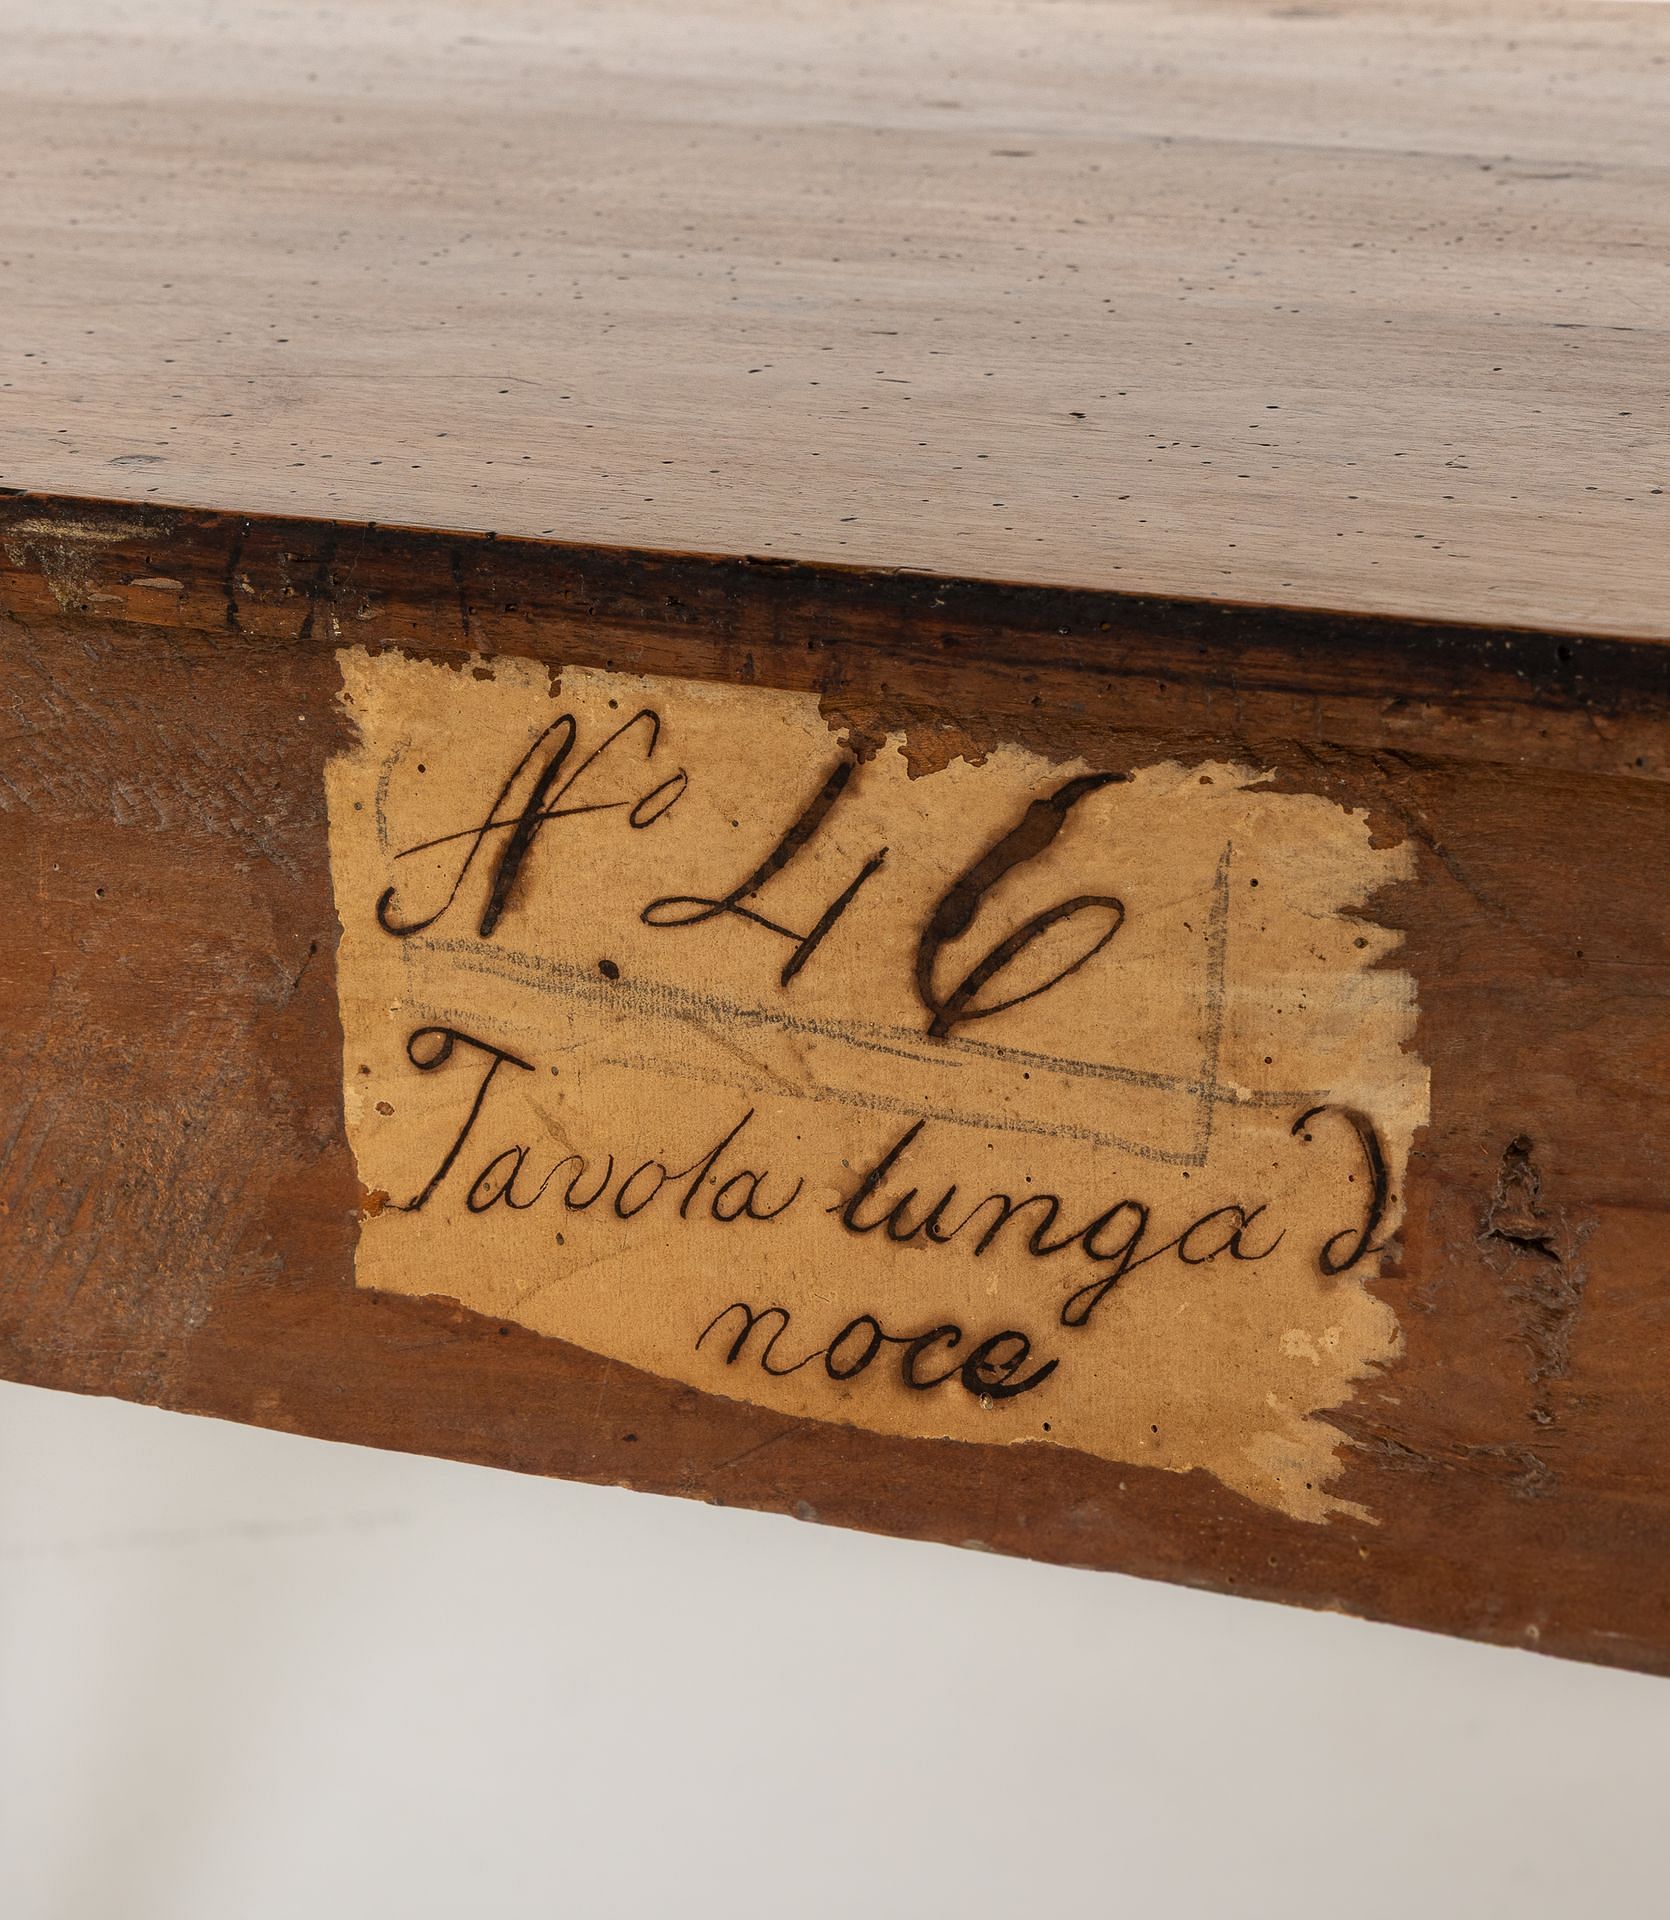 No 46
Tavola lunga d
noce